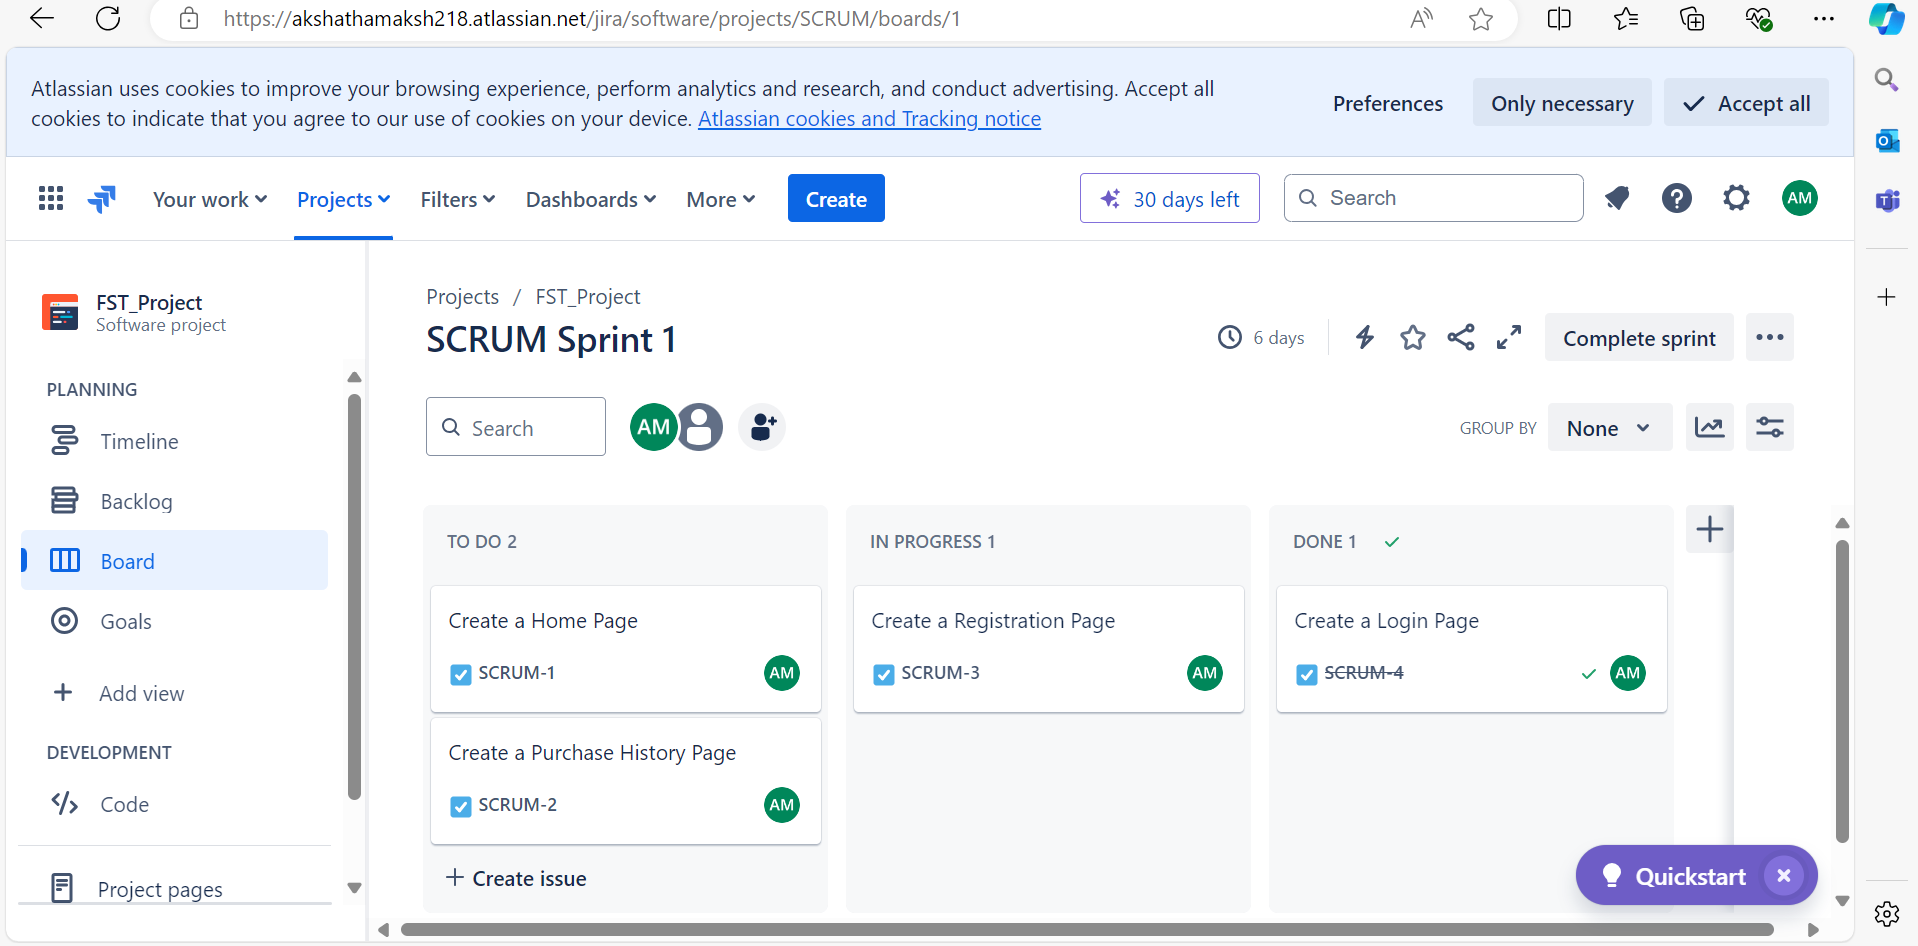 https://akshathamaksh218.atlassian.net/jira/software/projects/SCRUM/boards/1
Atlassian uses cookies to improve your browsing experience, perform analytics and research, and conduct advertising. Accept all
cookies to indicate that you agree to our use of cookies on your device. Atlassian cookies and Tracking notice
Preferences
Only necessary
Accept all
Your work
Projects
Filters
Dashboards
More
Create
30 days left
Search
AM
FST_Project
Software project
PLANNING
Timeline
Backlog
Board
Goals
Add view
DEVELOPMENT
Code
Project pages
Projects / FST_Project
SCRUM Sprint 1
6 days
Complete sprint
Search
AM
GROUP BY
None
TO DO 2
Create a Home Page
SCRUM-1
AM
Create a Purchase History Page
SCRUM-2
AM
+ Create issue
IN PROGRESS 1
Create a Registration Page
SCRUM-3
AM
DONE 1
Create a Login Page
SCRUM-4
AM
Quickstart